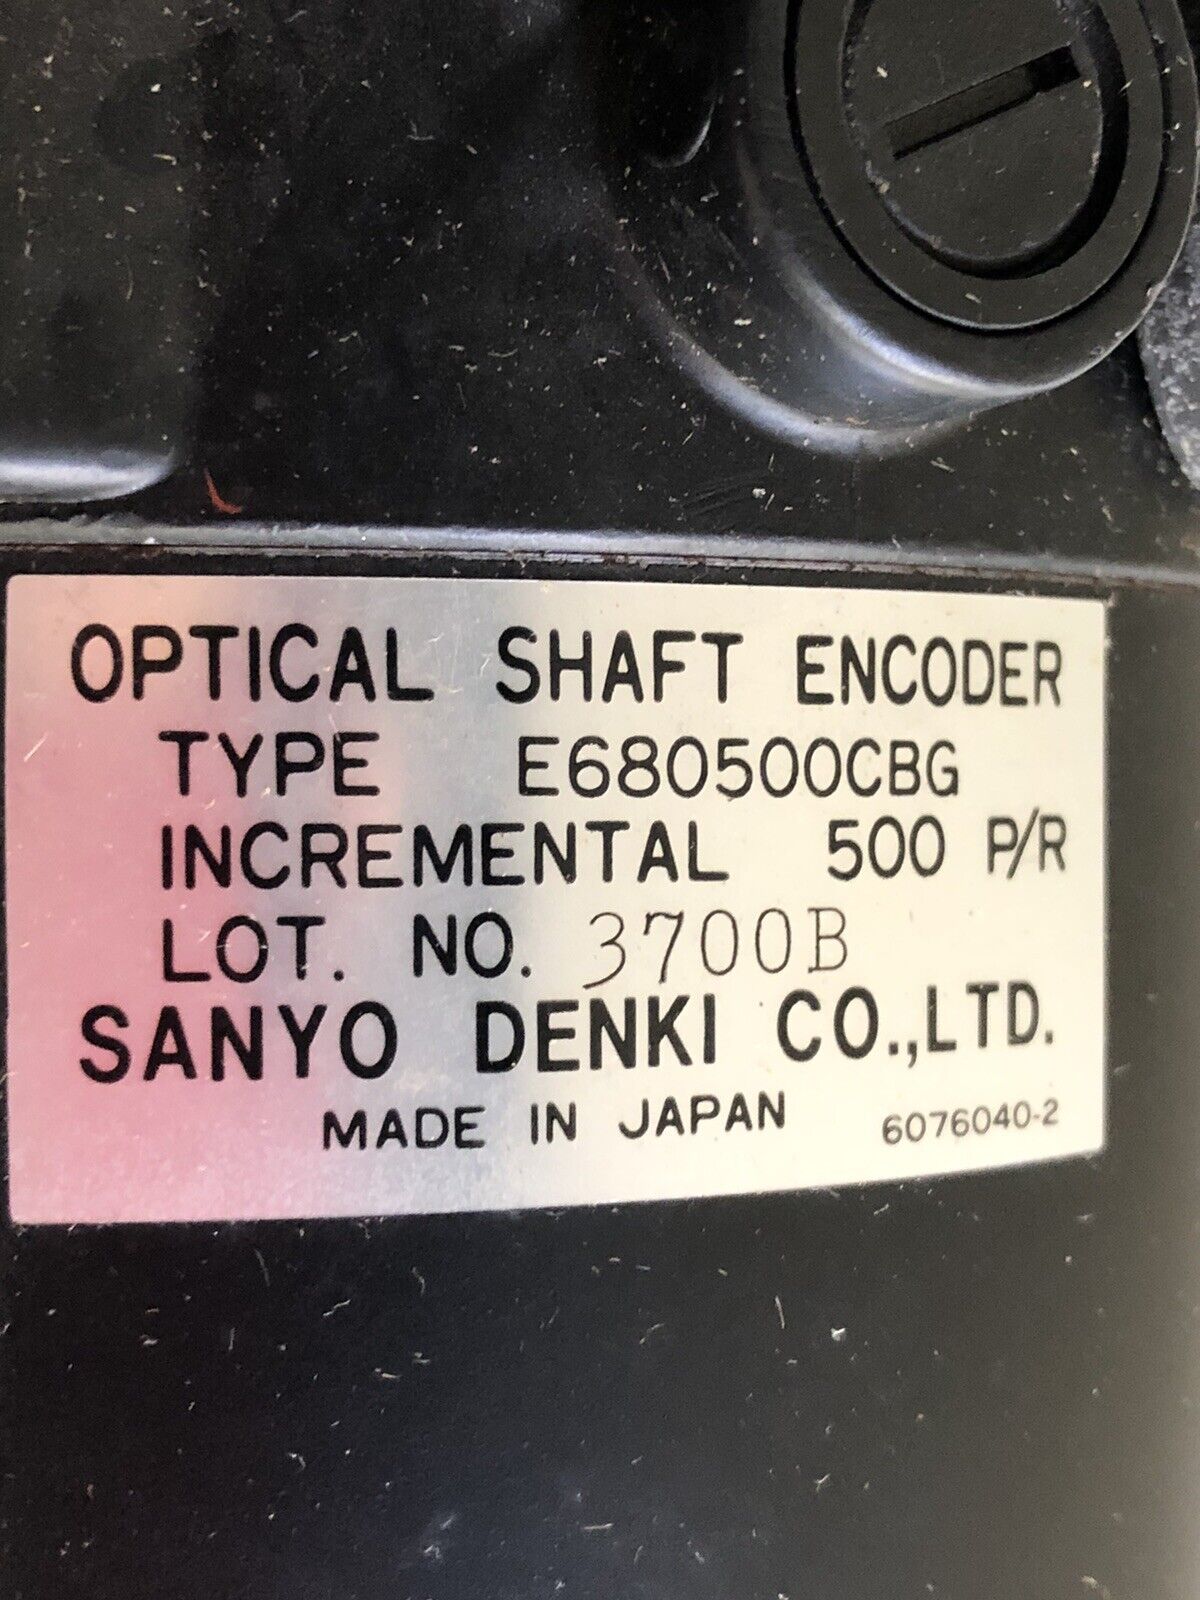 OPTICAL SHAFT ENCODER
TYPE E680500CBG
INCREMENTAL 500 P/R
LOT. NO. 3700B
SANYO DENKI CO.,LTD.
MADE IN JAPAN 6076040-2